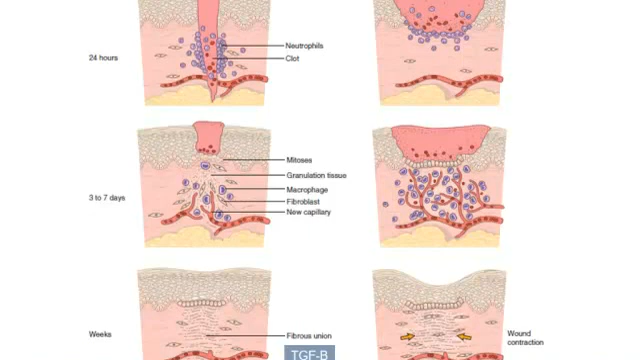 24 hours
Neutrophils
Clot
3 to 7 days
Mitoses
Granulation tissue
Macrophage
Fibroblast
New capillary
Weeks
Fibrous union
Wound
contraction
TGF-B